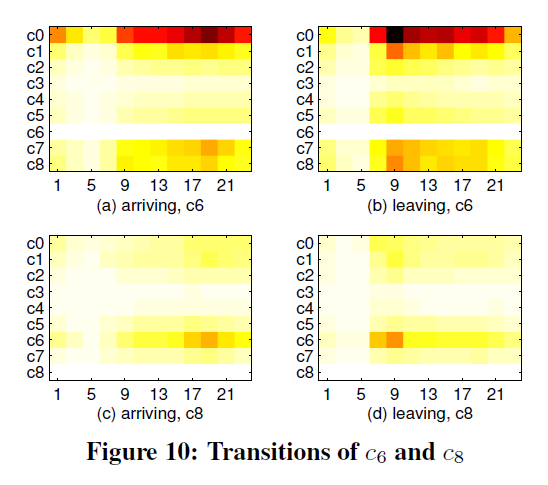 c0 c0
c1 c1
c2 c2
c3 c3
c4 c4
c5 c5
c6 c6
c7 c7
c8 c8
1 5 9 13 17 21 1 5 9 13 17 21
(a) arriving, c6 (b) leaving, c6
c0 c0
c1 c1
c2 c2
c3 c3
c4 c4
c5 c5
c6 c6
c7 c7
c8 c8
1 5 9 13 17 21 1 5 9 13 17 21
(c) arriving, c8 (d) leaving, c8
Figure 10: Transitions of c6 and c8